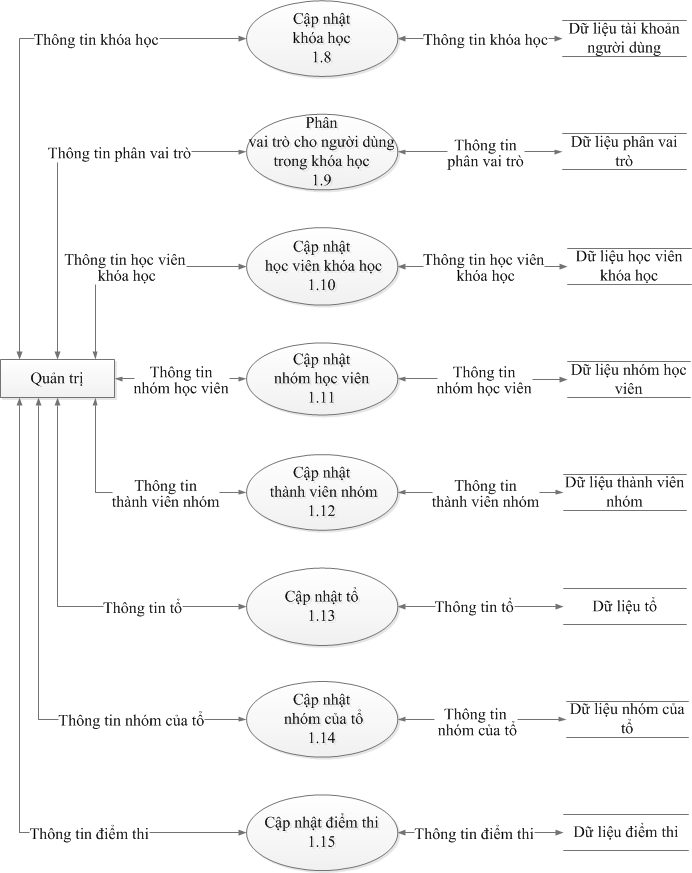 Cập nhật
khóa học
1.8
Thông tin khóa học
Thông tin khóa học
Dữ liệu tài khoản
người dùng
Phân
vai trò cho người dùng
trong khóa học
1.9
Thông tin phân vai trò
Thông tin
phân vai trò
Dữ liệu phân vai
trò
Cập nhật
học viên khóa học
1.10
Thông tin học viên
khóa học
Thông tin học viên
khóa học
Dữ liệu học viên
khóa học
Quản trị
Thông tin
nhóm học viên
Cập nhật
nhóm học viên
1.11
Thông tin
nhóm học viên
Dữ liệu nhóm học
viên
Thông tin
thành viên nhóm
Cập nhật
thành viên nhóm
1.12
Thông tin
thành viên nhóm
Dữ liệu thành viên
nhóm
Thông tin tổ
Cập nhật tổ
1.13
Thông tin tổ
Dữ liệu tổ
Thông tin nhóm của tổ
Cập nhật
nhóm của tổ
1.14
Thông tin
nhóm của tổ
Dữ liệu nhóm của
tổ
Thông tin điểm thi
Cập nhật điểm thi
1.15
Thông tin điểm thi
Dữ liệu điểm thi